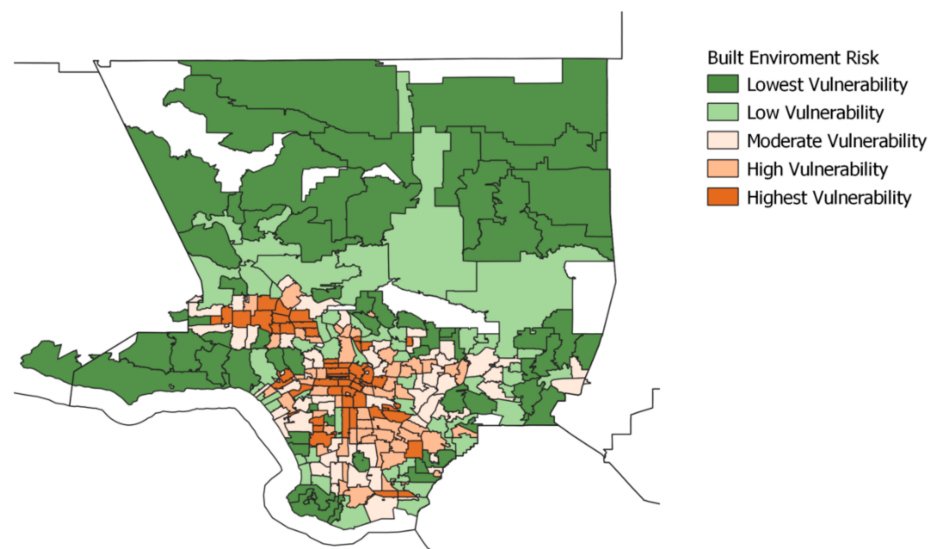 Built Enviroment Risk
Lowest Vulnerability
Low Vulnerability
Moderate Vulnerability
High Vulnerability
Highest Vulnerability